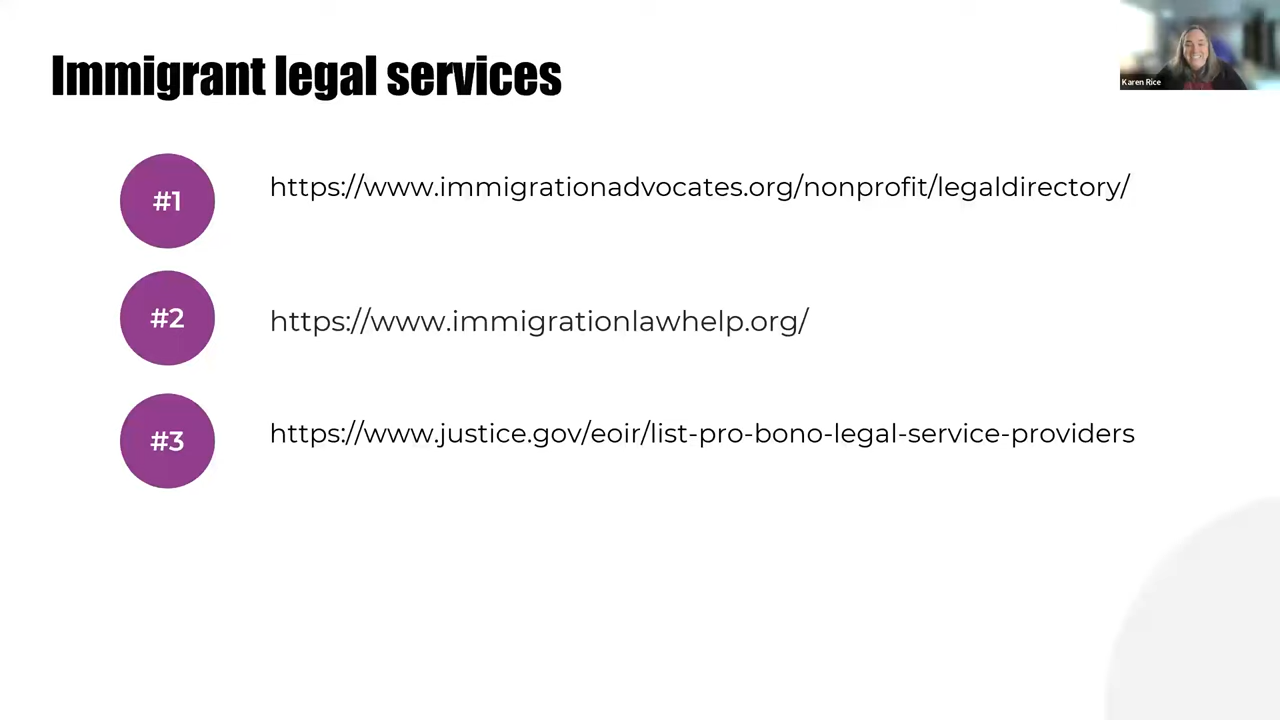 Immigrant legal services
Karen Rice
#1
https://www.immigrationadvocates.org/nonprofit/legaldirectory/
#2
https://www.immigrationlawhelp.org/
#3
https://www.justice.gov/eoir/list-pro-bono-legal-service-providers